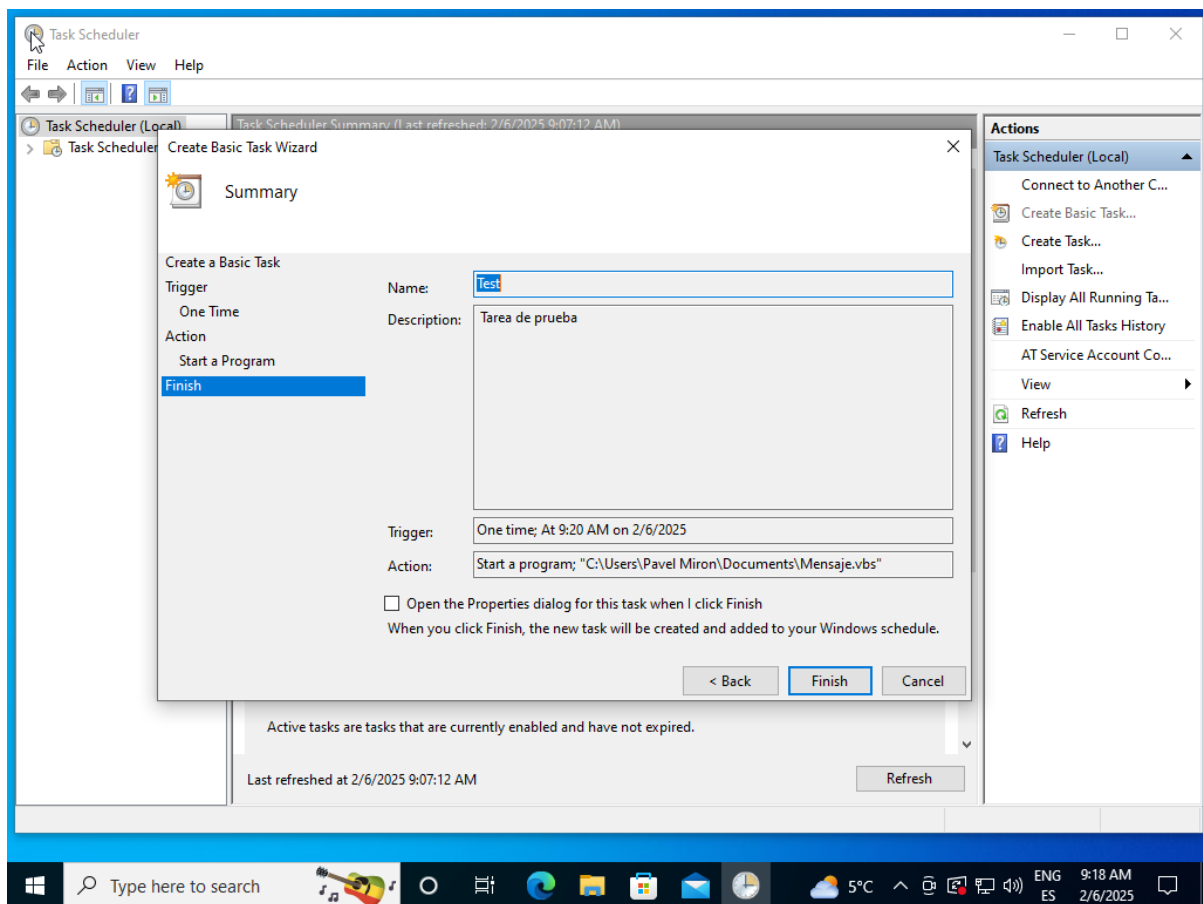 Task Scheduler
File Action View Help
Task Scheduler (Local)
Task Scheduler
Task Scheduler Summary (Last refreshed: 2/6/2025 9:07:12 AM)
Create Basic Task Wizard
Summary
Create a Basic Task
Trigger
One Time
Action
Start a Program
Finish
Name: Test
Description: Tarea de prueba
Trigger: One time; At 9:20 AM on 2/6/2025
Action: Start a program; "C:\Users\Pavel Miron\Documents\Mensaje.vbs"
Open the Properties dialog for this task when I click Finish
When you click Finish, the new task will be created and added to your Windows schedule.
< Back Finish Cancel
Active tasks are tasks that are currently enabled and have not expired.
Last refreshed at 2/6/2025 9:07:12 AM Refresh
Actions
Task Scheduler (Local)
Connect to Another C...
Create Basic Task...
Create Task...
Import Task...
Display All Running Ta...
Enable All Tasks History
AT Service Account Co...
View
Refresh
Help
Type here to search
5°C
ENG
ES
9:18 AM
2/6/2025